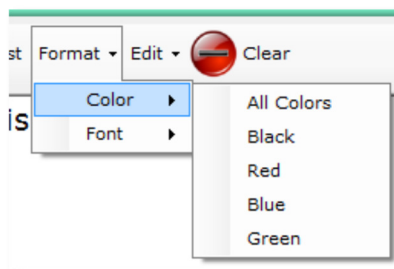 st Format Edit Clear
Color
Font
is
All Colors
Black
Red
Blue
Green